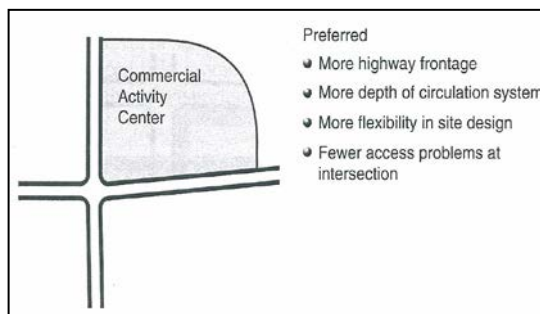 Preferred
More highway frontage
More depth of circulation system
More flexibility in site design
Fewer access problems at
intersection
Commercial
Activity
Center